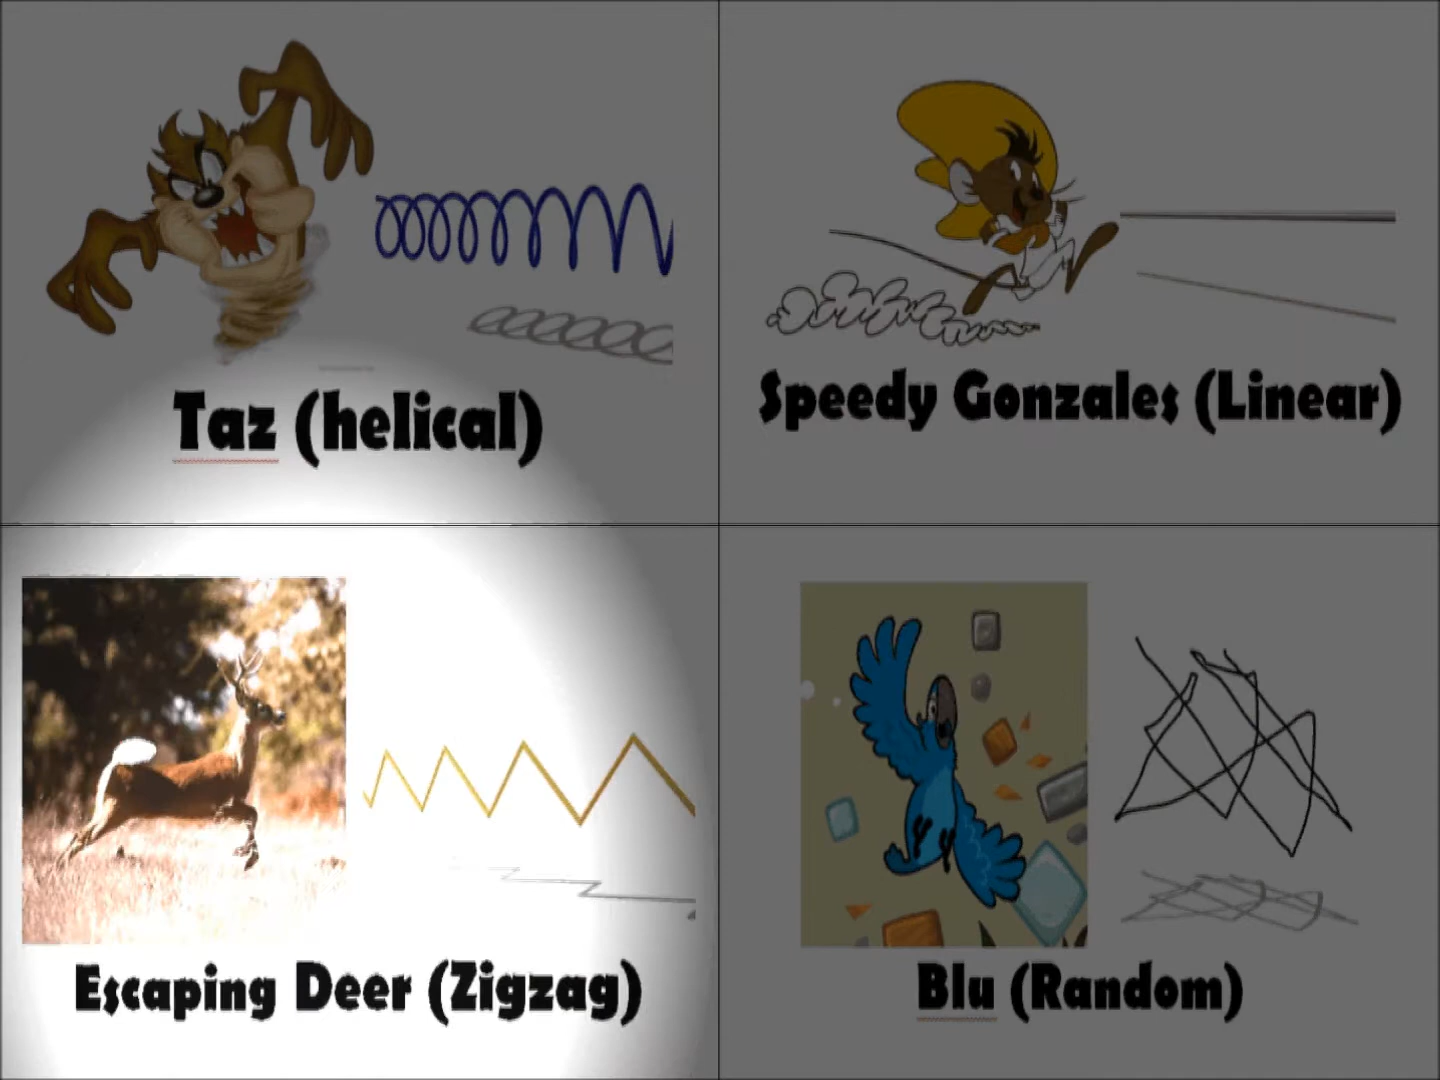 Taz (helical)
Speedy Gonzales (Linear)
Escaping Deer (Zigzag)
Blu (Random)